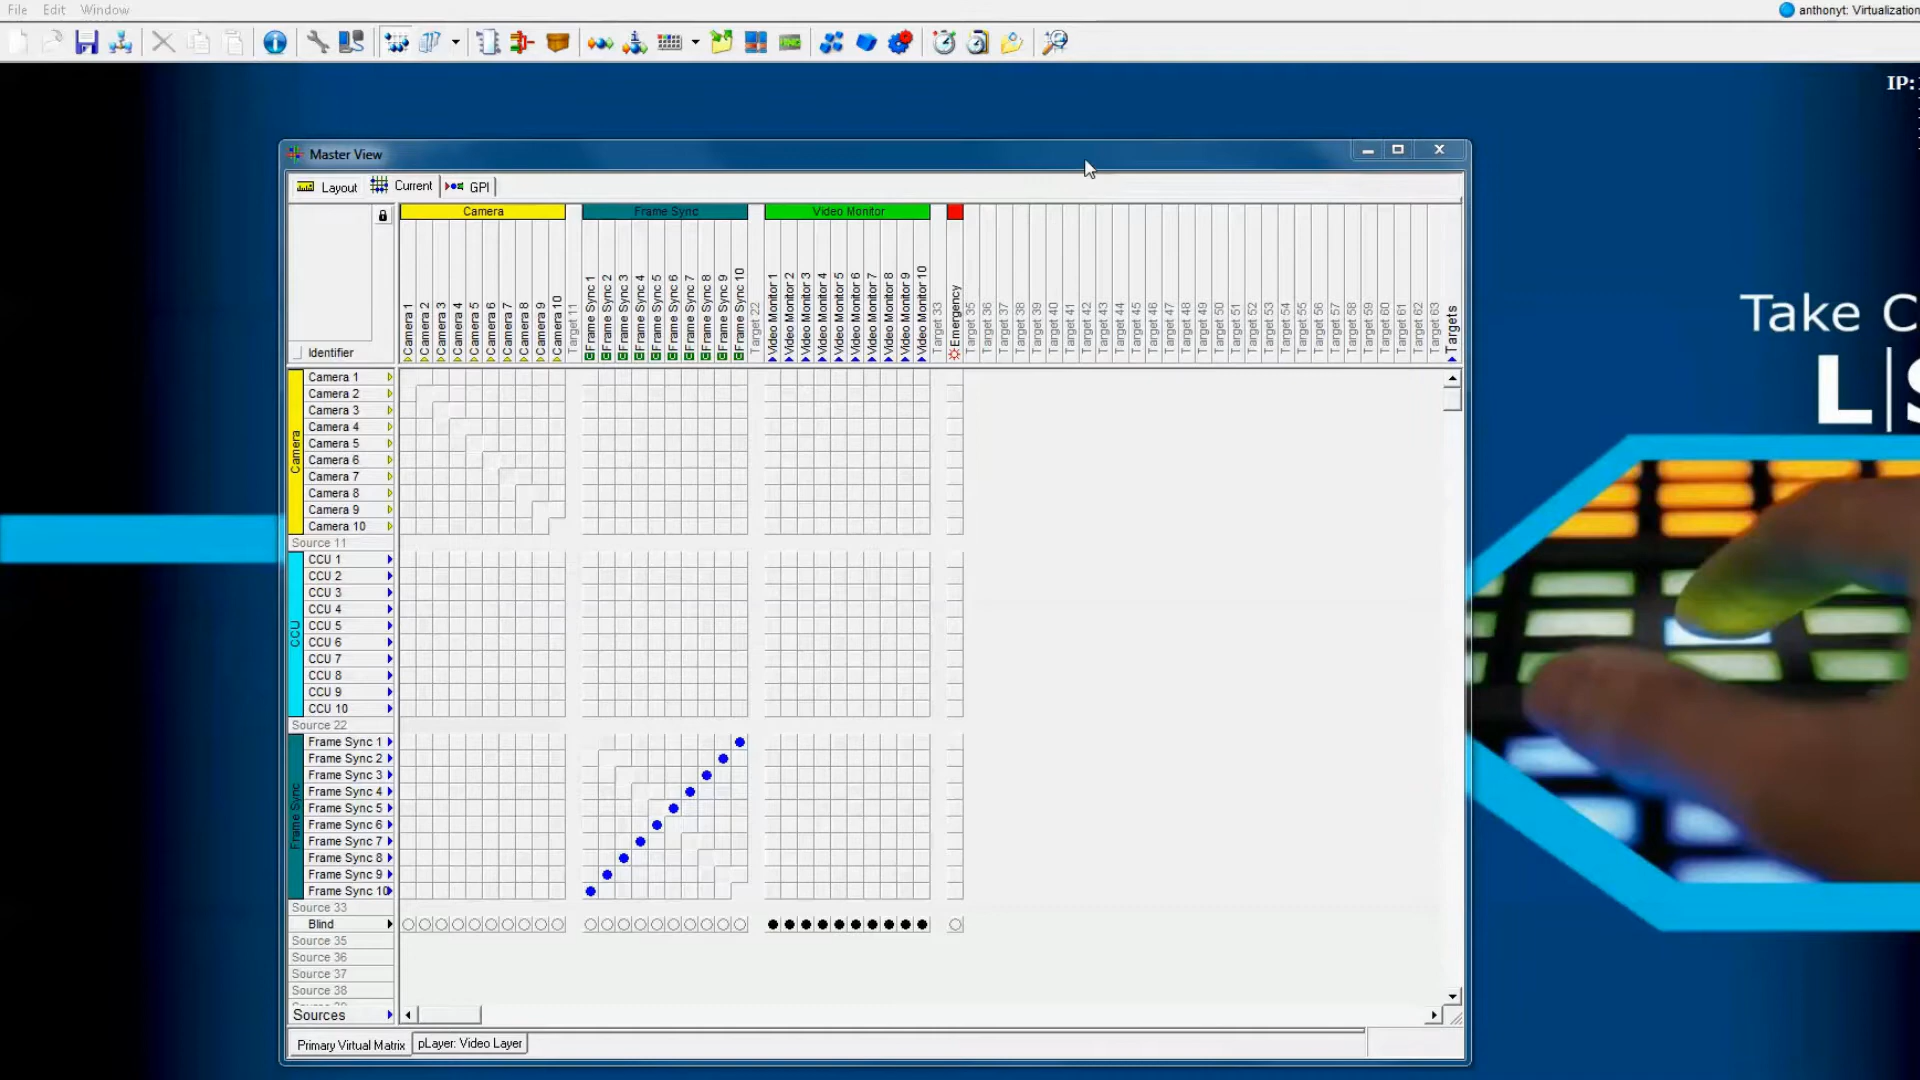 File Edit Window
anthonyt: Virtualization
IP:
Take C
L|S
Master View
Layout Current GPI
Camera Frame Sync Video Monitor
Camera 1 Camera 2 Camera 3 Camera 4 Camera 5 Camera 6 Camera 7 Camera 8 Camera 9 Camera 10 Target 11 Frame Sync 1 Frame Sync 2 Frame Sync 3 Frame Sync 4 Frame Sync 5 Frame Sync 6 Frame Sync 7 Frame Sync 8 Frame Sync 9 Frame Sync 10 Target 22 Video Monitor 1 Video Monitor 2 Video Monitor 3 Video Monitor 4 Video Monitor 5 Video Monitor 6 Video Monitor 7 Video Monitor 8 Video Monitor 9 Video Monitor 10 Target 33 Emergency Target 35 Target 36 Target 37 Target 38 Target 39 Target 40 Target 41 Target 42 Target 43 Target 44 Target 45 Target 46 Target 47 Target 48 Target 49 Target 50 Target 51 Target 52 Target 53 Target 54 Target 55 Target 56 Target 57 Target 58 Target 59 Target 60 Target 61 Target 62 Target 63 Targets
Identifier
Camera
Camera 1
Camera 2
Camera 3
Camera 4
Camera 5
Camera 6
Camera 7
Camera 8
Camera 9
Camera 10
Source 11
CCU
CCU 1
CCU 2
CCU 3
CCU 4
CCU 5
CCU 6
CCU 7
CCU 8
CCU 9
CCU 10
Source 22
Frame Sync
Frame Sync 1
Frame Sync 2
Frame Sync 3
Frame Sync 4
Frame Sync 5
Frame Sync 6
Frame Sync 7
Frame Sync 8
Frame Sync 9
Frame Sync 10
Source 33
Blind
Source 35
Source 36
Source 37
Source 38
Sources
Primary Virtual Matrix pLayer: Video Layer